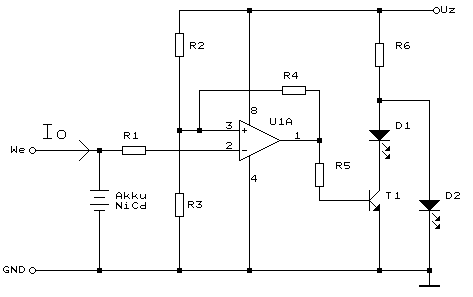 Uz
R2
R6
R4
8
U1A
Io
R1
3
+
1
D1
We
2
−
R5
4
Akku
NiCd
R3
T1
D2
GND